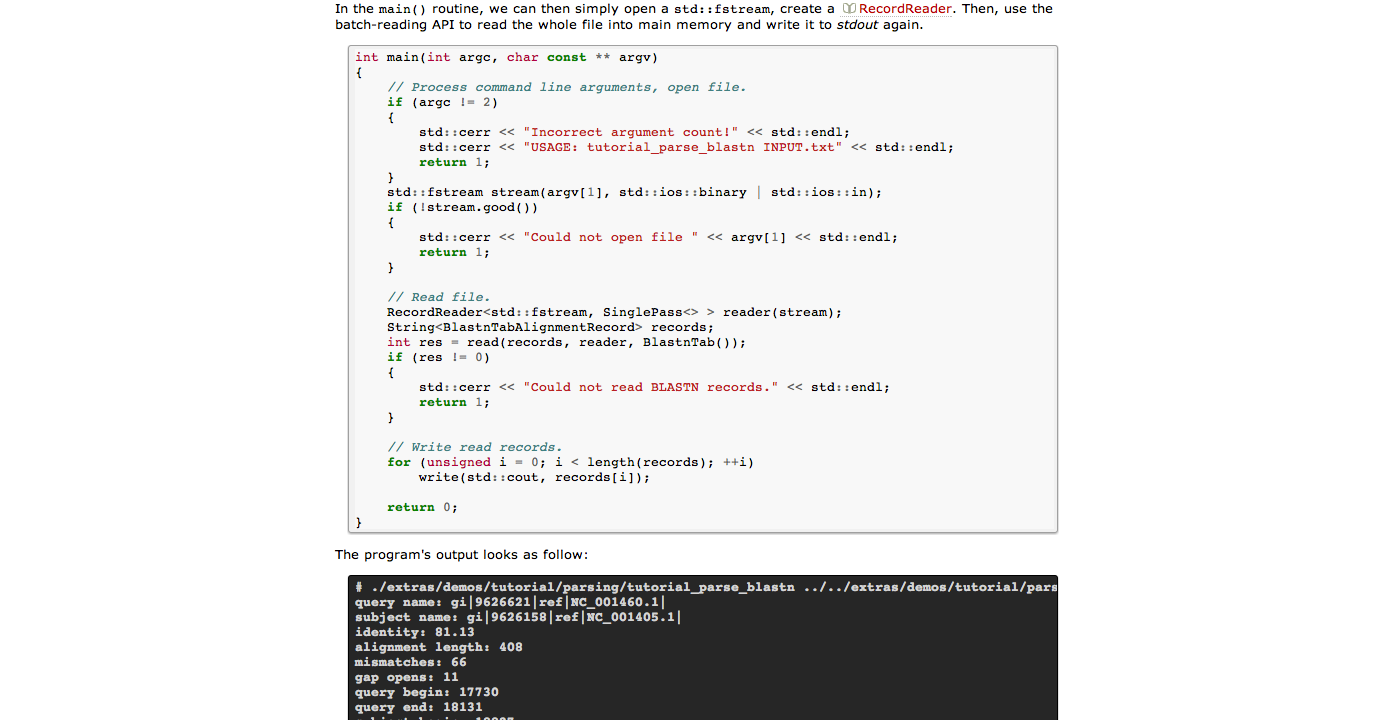 In the main() routine, we can then simply open a std::fstream, create a RecordReader. Then, use the
batch-reading API to read the whole file into main memory and write it to stdout again.
int main(int argc, char const ** argv)
{
    // Process command line arguments, open file.
    if (argc != 2)
    {
        std::cerr << "Incorrect argument count!" << std::endl;
        std::cerr << "USAGE: tutorial_parse_blastn INPUT.txt" << std::endl;
        return 1;
    }
    std::fstream stream(argv[1], std::ios::binary | std::ios::in);
    if (!stream.good())
    {
        std::cerr << "Could not open file " << argv[1] << std::endl;
        return 1;
    }
    // Read file.
    RecordReader<std::fstream, SinglePass<> > reader(stream);
    String<BlastnTabAlignmentRecord> records;
    int res = read(records, reader, BlastnTab());
    if (res != 0)
    {
        std::cerr << "Could not read BLASTN records." << std::endl;
        return 1;
    }
    // Write read records.
    for (unsigned i = 0; i < length(records); ++i)
        write(std::cout, records[i]);
    return 0;
}
The program's output looks as follow:
# ./extras/demos/tutorial/parsing/tutorial_parse_blastn ../../extras/demos/tutorial/pars
query name: gi|9626621|ref|NC_001460.1|
subject name: gi|9626158|ref|NC_001405.1|
identity: 81.13
alignment length: 408
mismatches: 66
gap opens: 11
query begin: 17730
query end: 18131